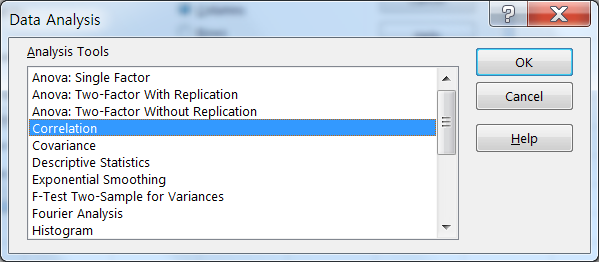 Data Analysis
?
Analysis Tools
Anova: Single Factor
Anova: Two-Factor With Replication
Anova: Two-Factor Without Replication
Correlation
Covariance
Descriptive Statistics
Exponential Smoothing
F-Test Two-Sample for Variances
Fourier Analysis
Histogram
OK
Cancel
Help